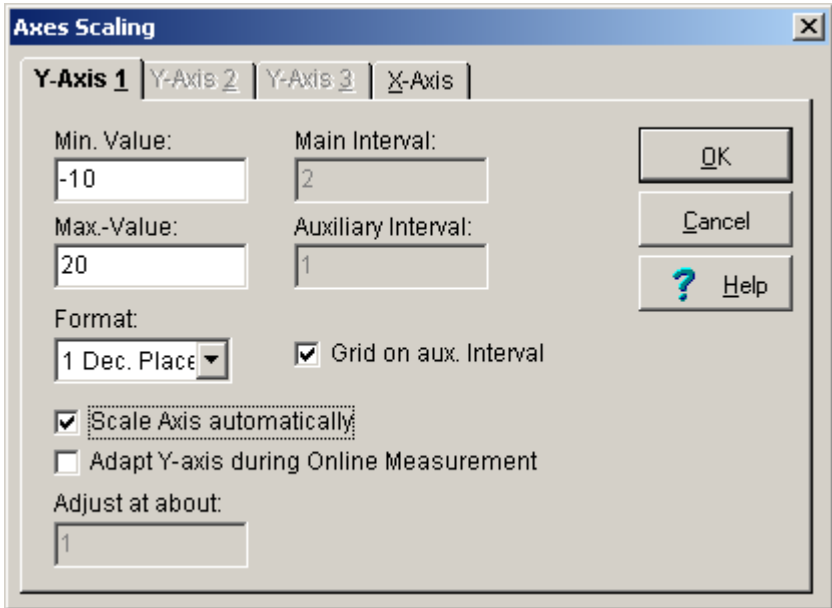 Axes Scaling
Y-Axis 1 Y-Axis 2 Y-Axis 3 X-Axis
Min. Value: Main Interval:
-10 2
OK
Max.-Value: Auxiliary Interval:
20 1
Cancel
? Help
Format:
1 Dec. Place
Grid on aux. Interval
Scale Axis automatically
Adapt Y-axis during Online Measurement
Adjust at about:
1